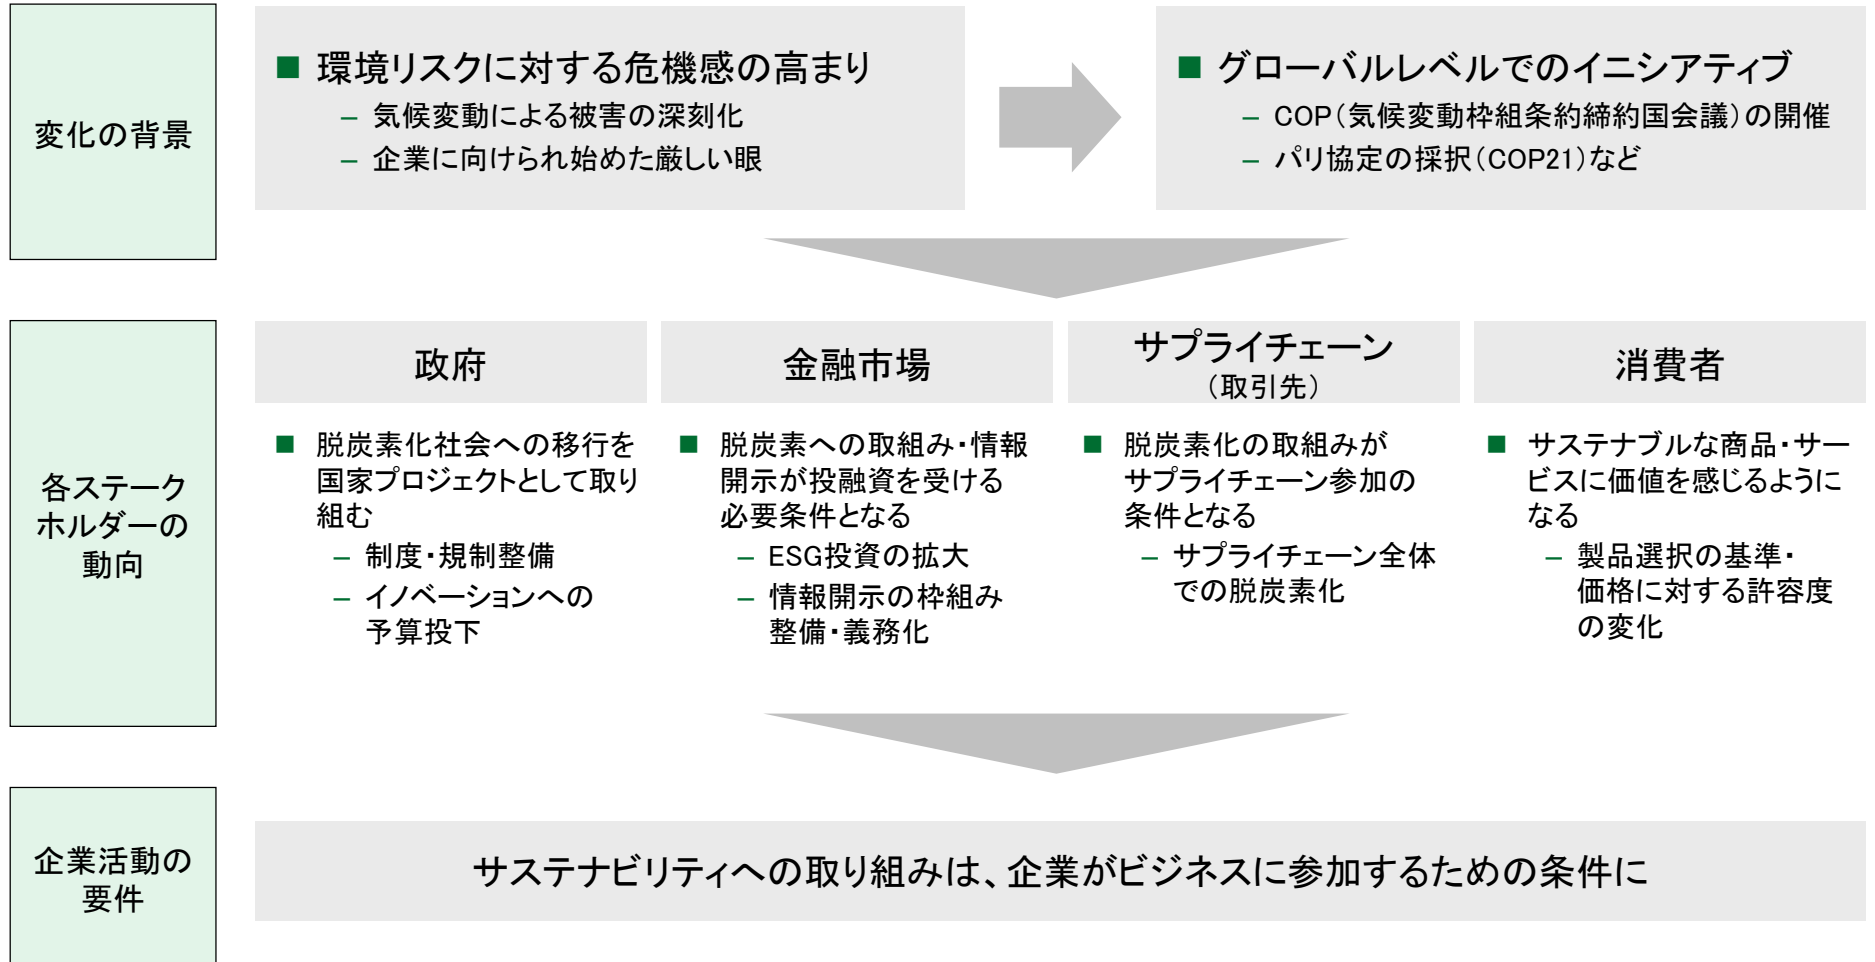 変化の背景
■ 環境リスクに対する危機感の高まり
– 気候変動による被害の深刻化
– 企業に向けられ始めた厳しい眼
■ グローバルレベルでのイニシアティブ
– COP(気候変動枠組条約締約国会議)の開催
– パリ協定の採択(COP21)など
各ステーク
ホルダーの
動向
政府
■ 脱炭素化社会への移行を
国家プロジェクトとして取り
組む
– 制度・規制整備
– イノベーションへの
予算投下
金融市場
■ 脱炭素への取組み・情報
開示が投融資を受ける
必要条件となる
– ESG投資の拡大
– 情報開示の枠組み
整備・義務化
サプライチェーン
(取引先)
■ 脱炭素化の取組みが
サプライチェーン参加の
条件となる
– サプライチェーン全体
での脱炭素化
消費者
■ サステナブルな商品・サー
ビスに価値を感じるように
なる
– 製品選択の基準・
価格に対する許容度
の変化
企業活動の
要件
サステナビリティへの取り組みは、企業がビジネスに参加するための条件に